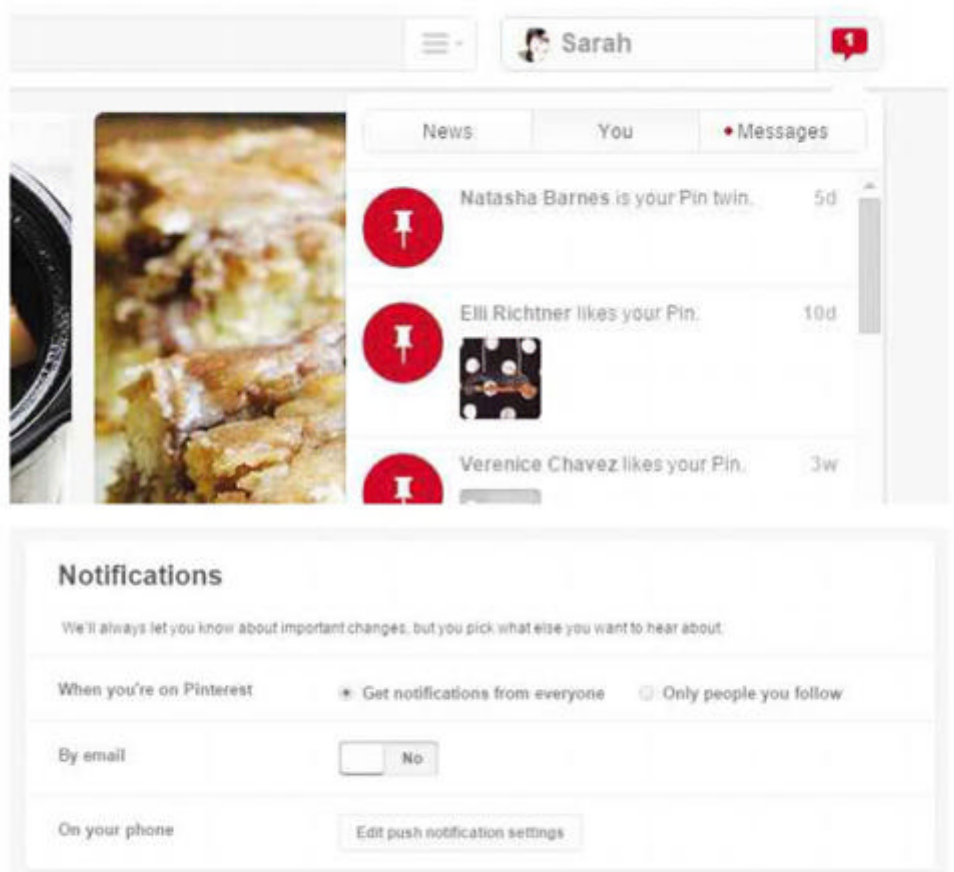 Sarah
1
News You Messages
Natasha Barnes is your Pin twin. 5d
Elli Richtner likes your Pin. 10d
Verenice Chavez likes your Pin. 3w
Notifications
We'll always let you know about important changes, but you pick what else you want to hear about.
When you're on Pinterest Get notifications from everyone Only people you follow
By email No
On your phone Edit push notification settings